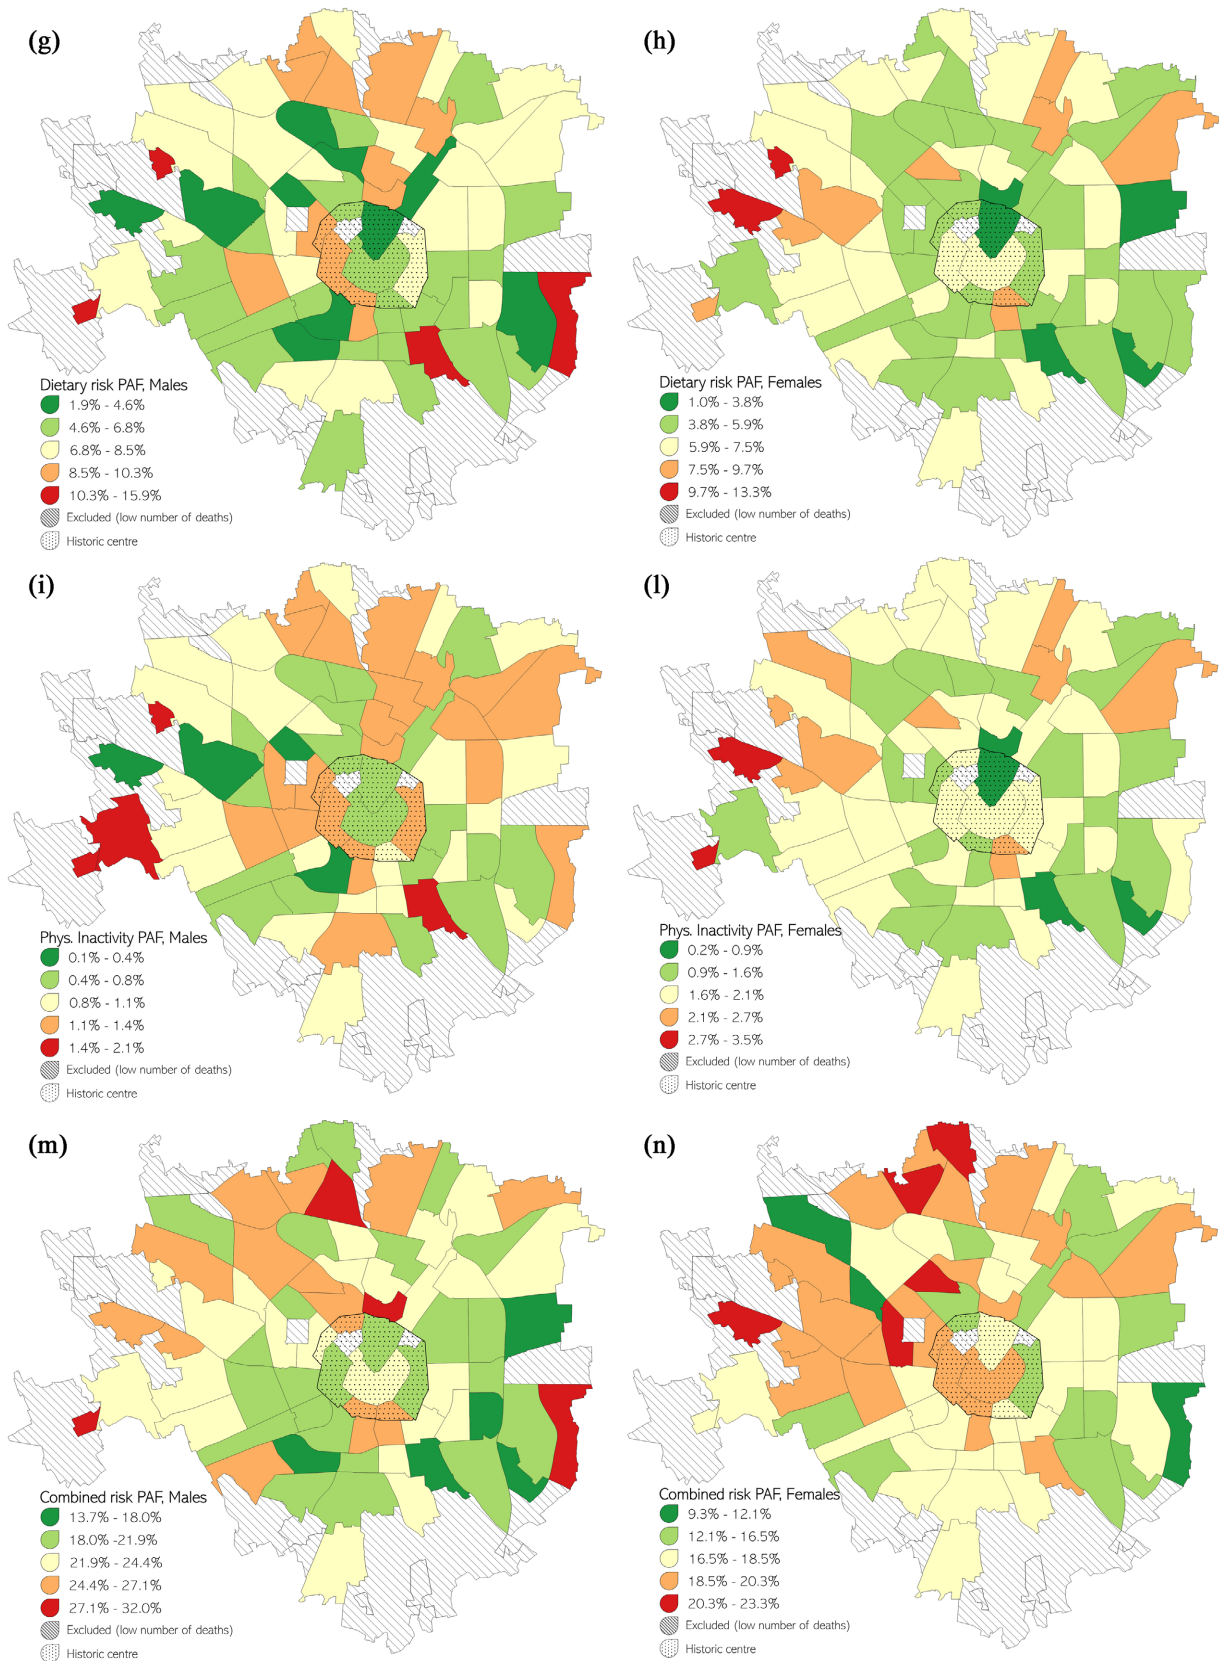 (g)
Dietary risk PAF, Males
1.9% - 4.6%
4.6% - 6.8%
6.8% - 8.5%
8.5% - 10.3%
10.3% - 15.9%
Excluded (low number of deaths)
Historic centre
(h)
Dietary risk PAF, Females
1.0% - 3.8%
3.8% - 5.9%
5.9% - 7.5%
7.5% - 9.7%
9.7% - 13.3%
Excluded (low number of deaths)
Historic centre
(i)
Phys. Inactivity PAF, Males
0.1% - 0.4%
0.4% - 0.8%
0.8% - 1.1%
1.1% - 1.4%
1.4% - 2.1%
Excluded (low number of deaths)
Historic centre
(l)
Phys. Inactivity PAF, Females
0.2% - 0.9%
0.9% - 1.6%
1.6% - 2.1%
2.1% - 2.7%
2.7% - 3.5%
Excluded (low number of deaths)
Historic centre
(m)
Combined risk PAF, Males
13.7% - 18.0%
18.0% -21.9%
21.9% - 24.4%
24.4% - 27.1%
27.1% - 32.0%
Excluded (low number of deaths)
Historic centre
(n)
Combined risk PAF, Females
9.3% - 12.1%
12.1% - 16.5%
16.5% - 18.5%
18.5% - 20.3%
20.3% - 23.3%
Excluded (low number of deaths)
Historic centre